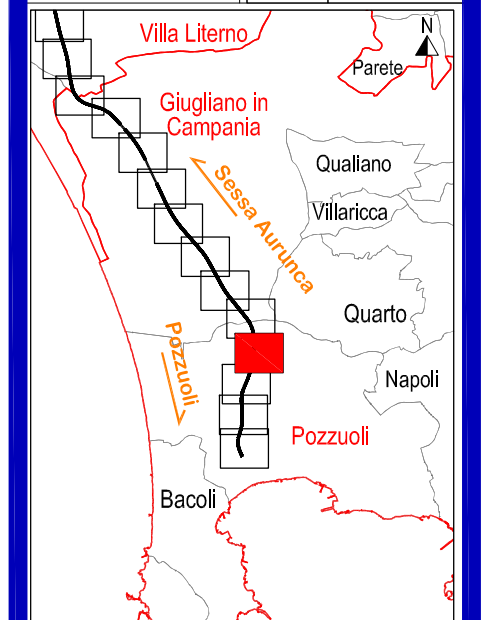 Villa Literno
N
Parete
Giugliano in
Campania
Qualiano
Sessa Aurunca
Villaricca
Quarto
Pozzuoli
Napoli
Pozzuoli
Bacoli